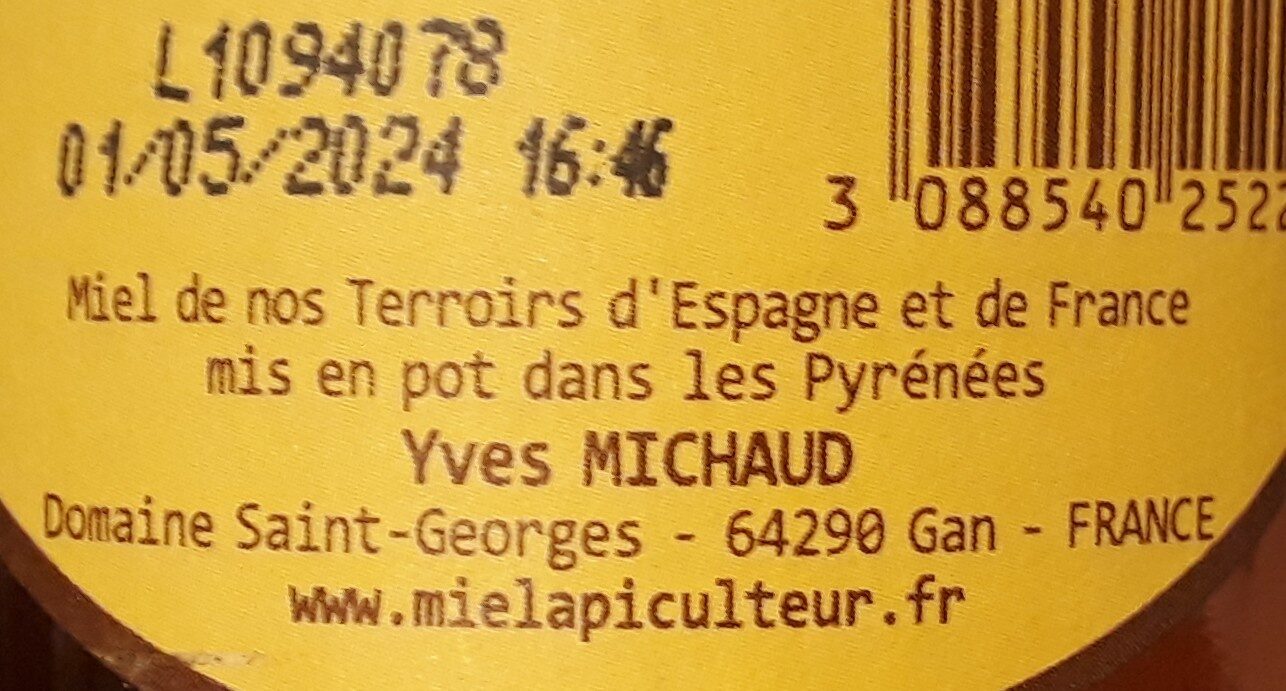 L1094078
01/05/2024 16:46
3 088540 2522
Miel de nos Terroirs d'Espagne et de France
mis en pot dans les Pyrénées
Yves MICHAUD
Domaine Saint-Georges - 64290 Gan - FRANCE
www.mielapiculteur.fr